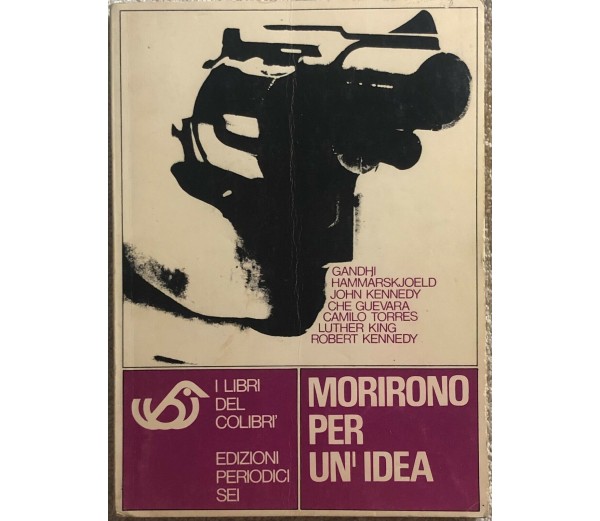 GANDHI
HAMMARSKJOELD
JOHN KENNEDY
CHE GUEVARA
CAMILO TORRES
LUTHER KING
ROBERT KENNEDY
I LIBRI
DEL
COLIBRI'
EDIZIONI
PERIODICI
SEI
MORIRONO
PER
UN' IDEA